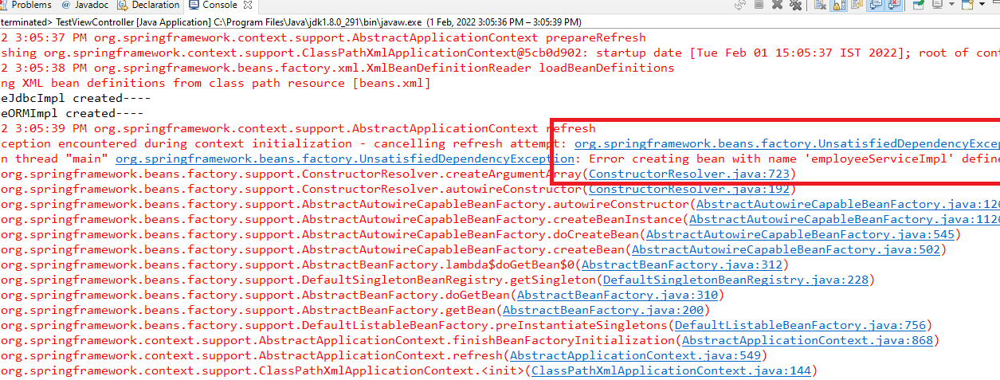 Problems @ Javadoc Declaration Console
terminated> TestViewController [Java Application] C:\Program Files\Java\jdk1.8.0_291\bin\javaw.exe (1 Feb, 2022 3:05:36 PM – 3:05:39 PM)
2 3:05:37 PM org.springframework.context.support.AbstractApplicationContext prepareRefresh
shing org.springframework.context.support.ClassPathXmlApplicationContext@5cb0d902: startup date [Tue Feb 01 15:05:37 IST 2022]; root of cont
2 3:05:38 PM org.springframework.beans.factory.xml.XmlBeanDefinitionReader loadBeanDefinitions
ng XML bean definitions from class path resource [beans.xml]
eJdbcImpl created----
eORMImpl created----
2 3:05:39 PM org.springframework.context.support.AbstractApplicationContext refresh
ception encountered during context initialization - cancelling refresh attempt: org.springframework.beans.factory.UnsatisfiedDependencyExcep
n thread "main" org.springframework.beans.factory.UnsatisfiedDependencyException: Error creating bean with name 'employeeServiceImpl' define
org.springframework.beans.factory.support.ConstructorResolver.createArgumentArray(ConstructorResolver.java:723)
org.springframework.beans.factory.support.ConstructorResolver.autowireConstructor(ConstructorResolver.java:192)
org.springframework.beans.factory.support.AbstractAutowireCapableBeanFactory.autowireConstructor(AbstractAutowireCapableBeanFactory.java:126
org.springframework.beans.factory.support.AbstractAutowireCapableBeanFactory.createBeanInstance(AbstractAutowireCapableBeanFactory.java:1126
org.springframework.beans.factory.support.AbstractAutowireCapableBeanFactory.doCreateBean(AbstractAutowireCapableBeanFactory.java:545)
org.springframework.beans.factory.support.AbstractAutowireCapableBeanFactory.createBean(AbstractAutowireCapableBeanFactory.java:502)
org.springframework.beans.factory.support.AbstractBeanFactory.lambda$doGetBean$0(AbstractBeanFactory.java:312)
org.springframework.beans.factory.support.DefaultSingletonBeanRegistry.getSingleton(DefaultSingletonBeanRegistry.java:228)
org.springframework.beans.factory.support.AbstractBeanFactory.doGetBean(AbstractBeanFactory.java:310)
org.springframework.beans.factory.support.AbstractBeanFactory.getBean(AbstractBeanFactory.java:200)
org.springframework.beans.factory.support.DefaultListableBeanFactory.preInstantiateSingletons(DefaultListableBeanFactory.java:756)
org.springframework.context.support.AbstractApplicationContext.finishBeanFactoryInitialization(AbstractApplicationContext.java:868)
org.springframework.context.support.AbstractApplicationContext.refresh(AbstractApplicationContext.java:549)
org.springframework.context.support.ClassPathXmlApplicationContext.<init>(ClassPathXmlApplicationContext.java:144)